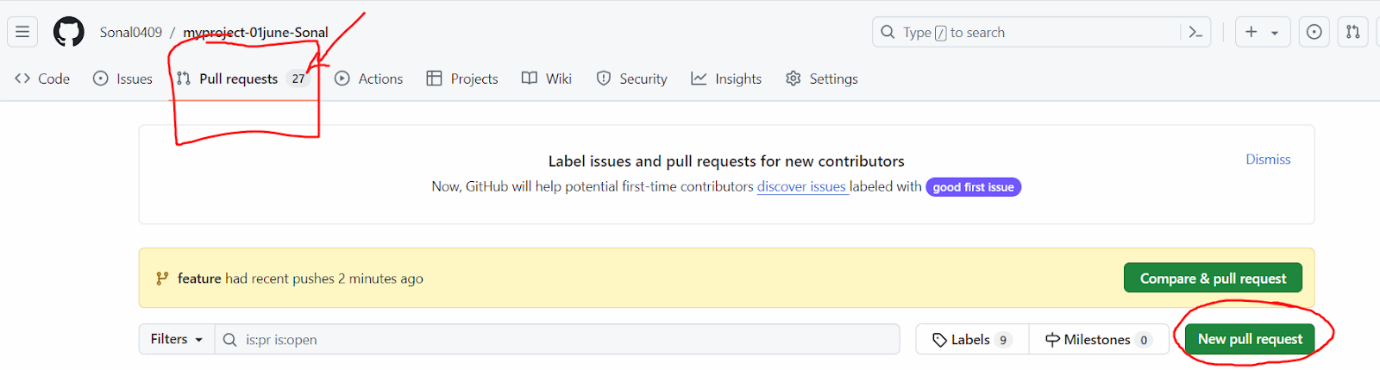 Sonal0409 / myproject-01june-Sonal Type / to search
Code Issues Pull requests 27 Actions Projects Wiki Security Insights Settings
Label issues and pull requests for new contributors Dismiss
Now, GitHub will help potential first-time contributors discover issues labeled with good first issue
feature had recent pushes 2 minutes ago Compare & pull request
Filters is:pr is:open Labels 9 Milestones 0 New pull request